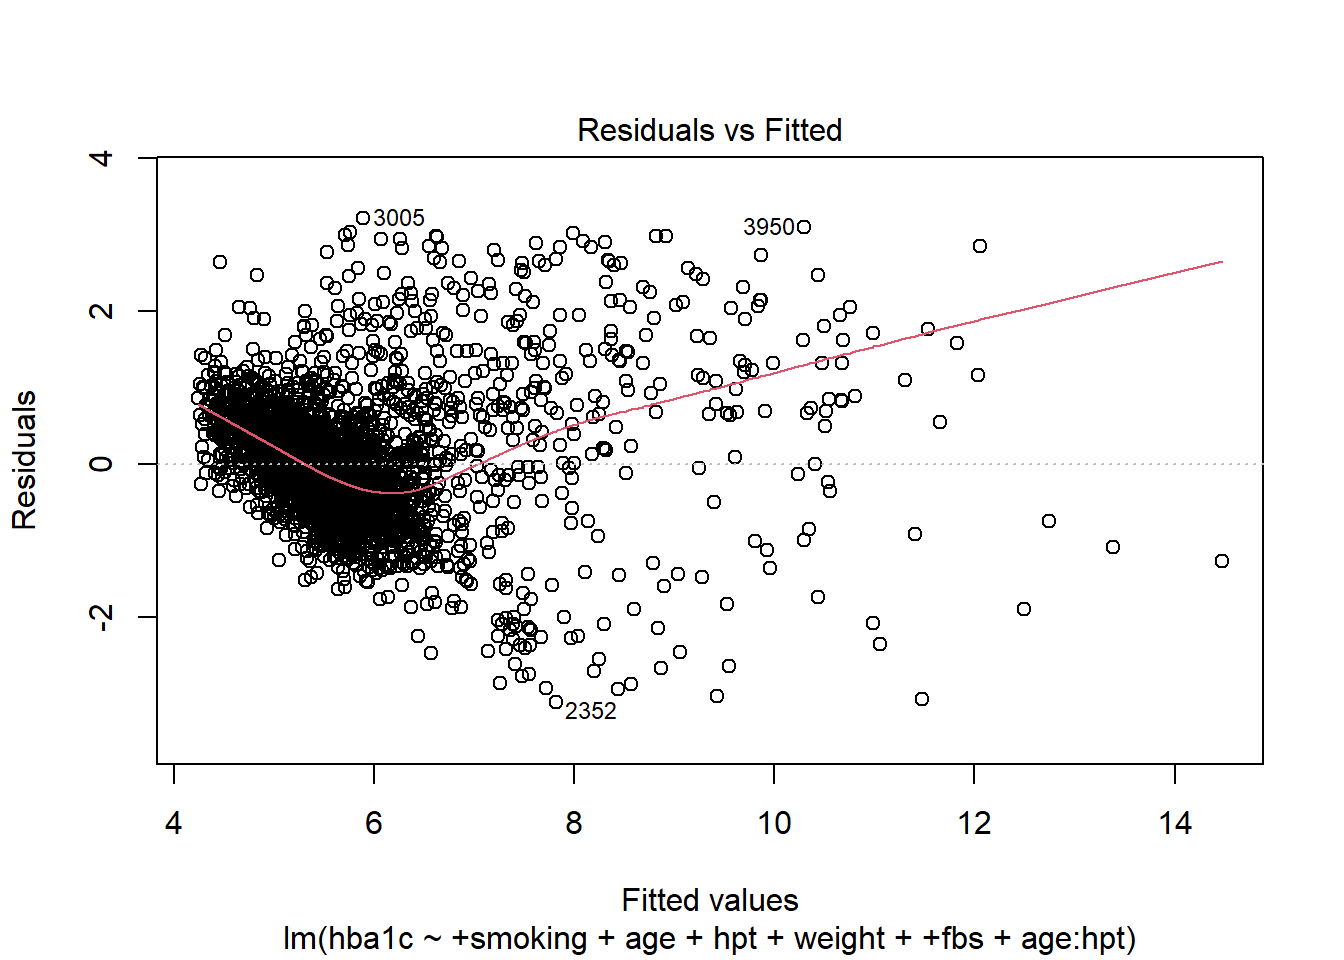 Residuals vs Fitted
4
2
0
-2
Residuals
3005
3950
2352
4 6 8 10 12 14
Fitted values
lm(hba1c ~ +smoking + age + hpt + weight + +fbs + age:hpt)